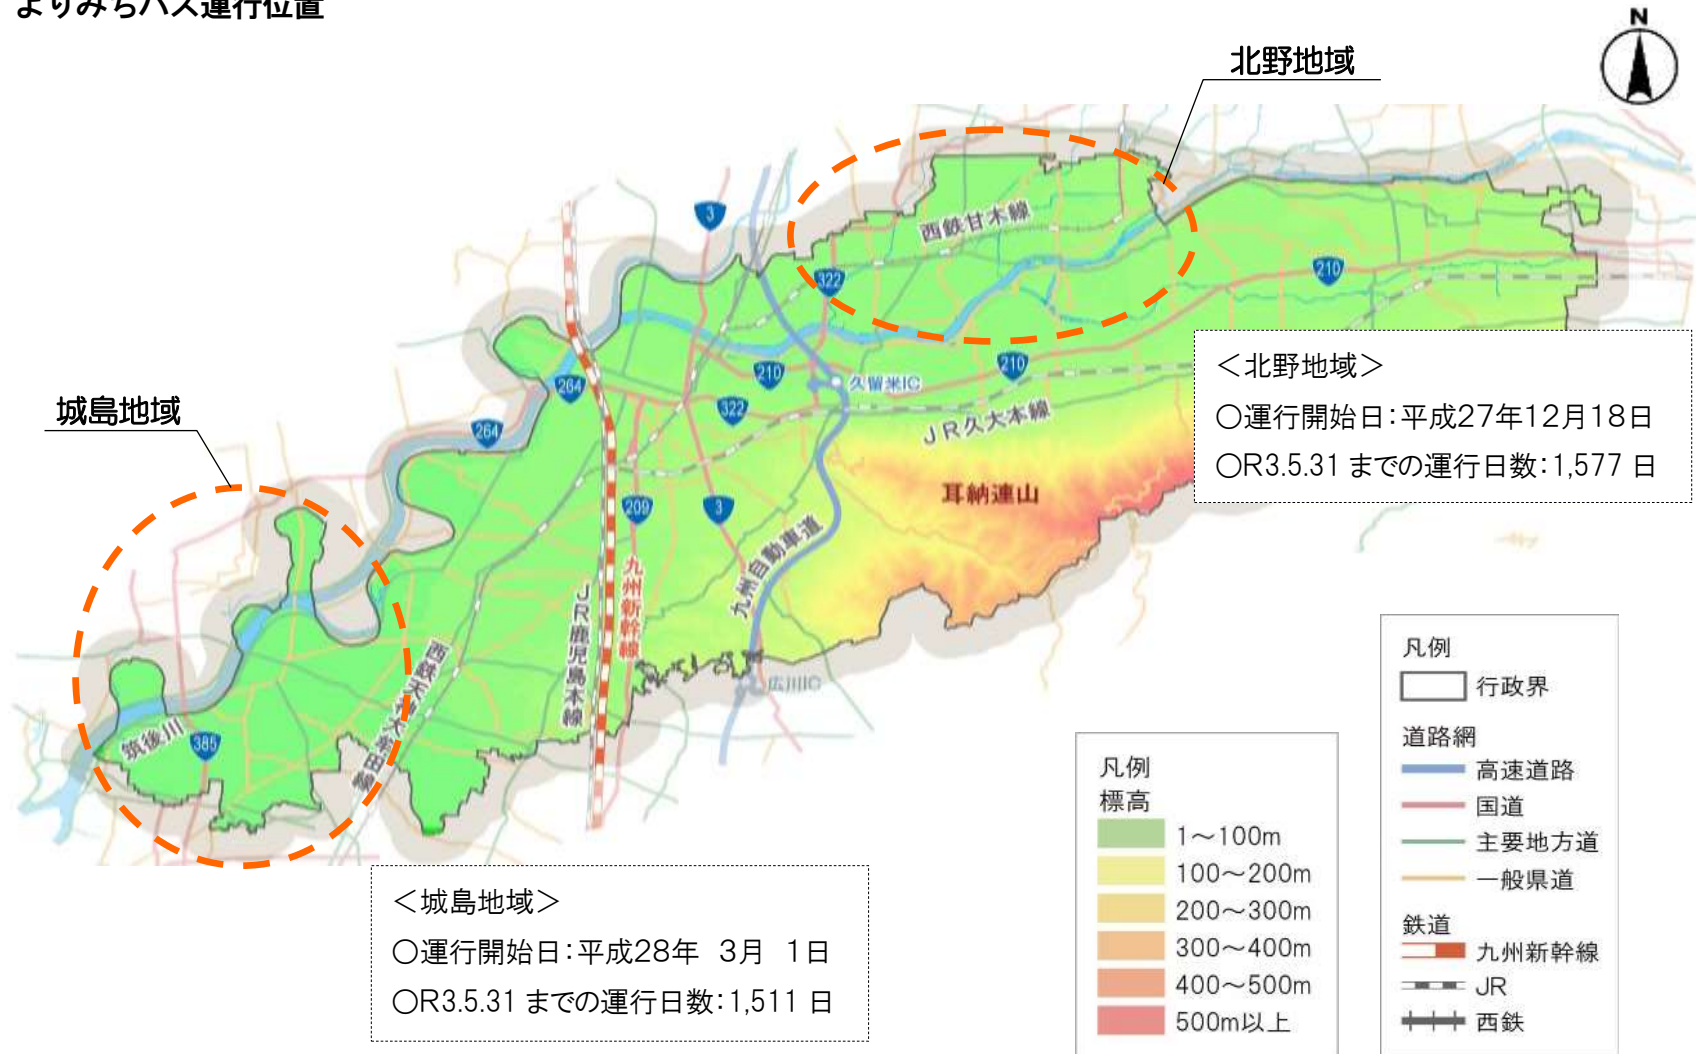 よりみちバス運行位置
N
北野地域
3
西鉄甘木線
322
210
210
210
久留米IC
264
322
264
JR久大本線
城島地域
＜北野地域＞
○運行開始日：平成27年12月18日
○R3.5.31 までの運行日数：1,577 日
耳納連山
209
3
九州自動車道
九州新幹線
JR鹿児島本線
西鉄天神大牟田線
広川IC
筑後川
385
＜城島地域＞
○運行開始日：平成28年 3月 1日
○R3.5.31 までの運行日数：1,511 日
凡例
標高
1～100m
100～200m
200～300m
300～400m
400～500m
500m以上
凡例
行政界
道路網
高速道路
国道
主要地方道
一般県道
鉄道
九州新幹線
JR
西鉄